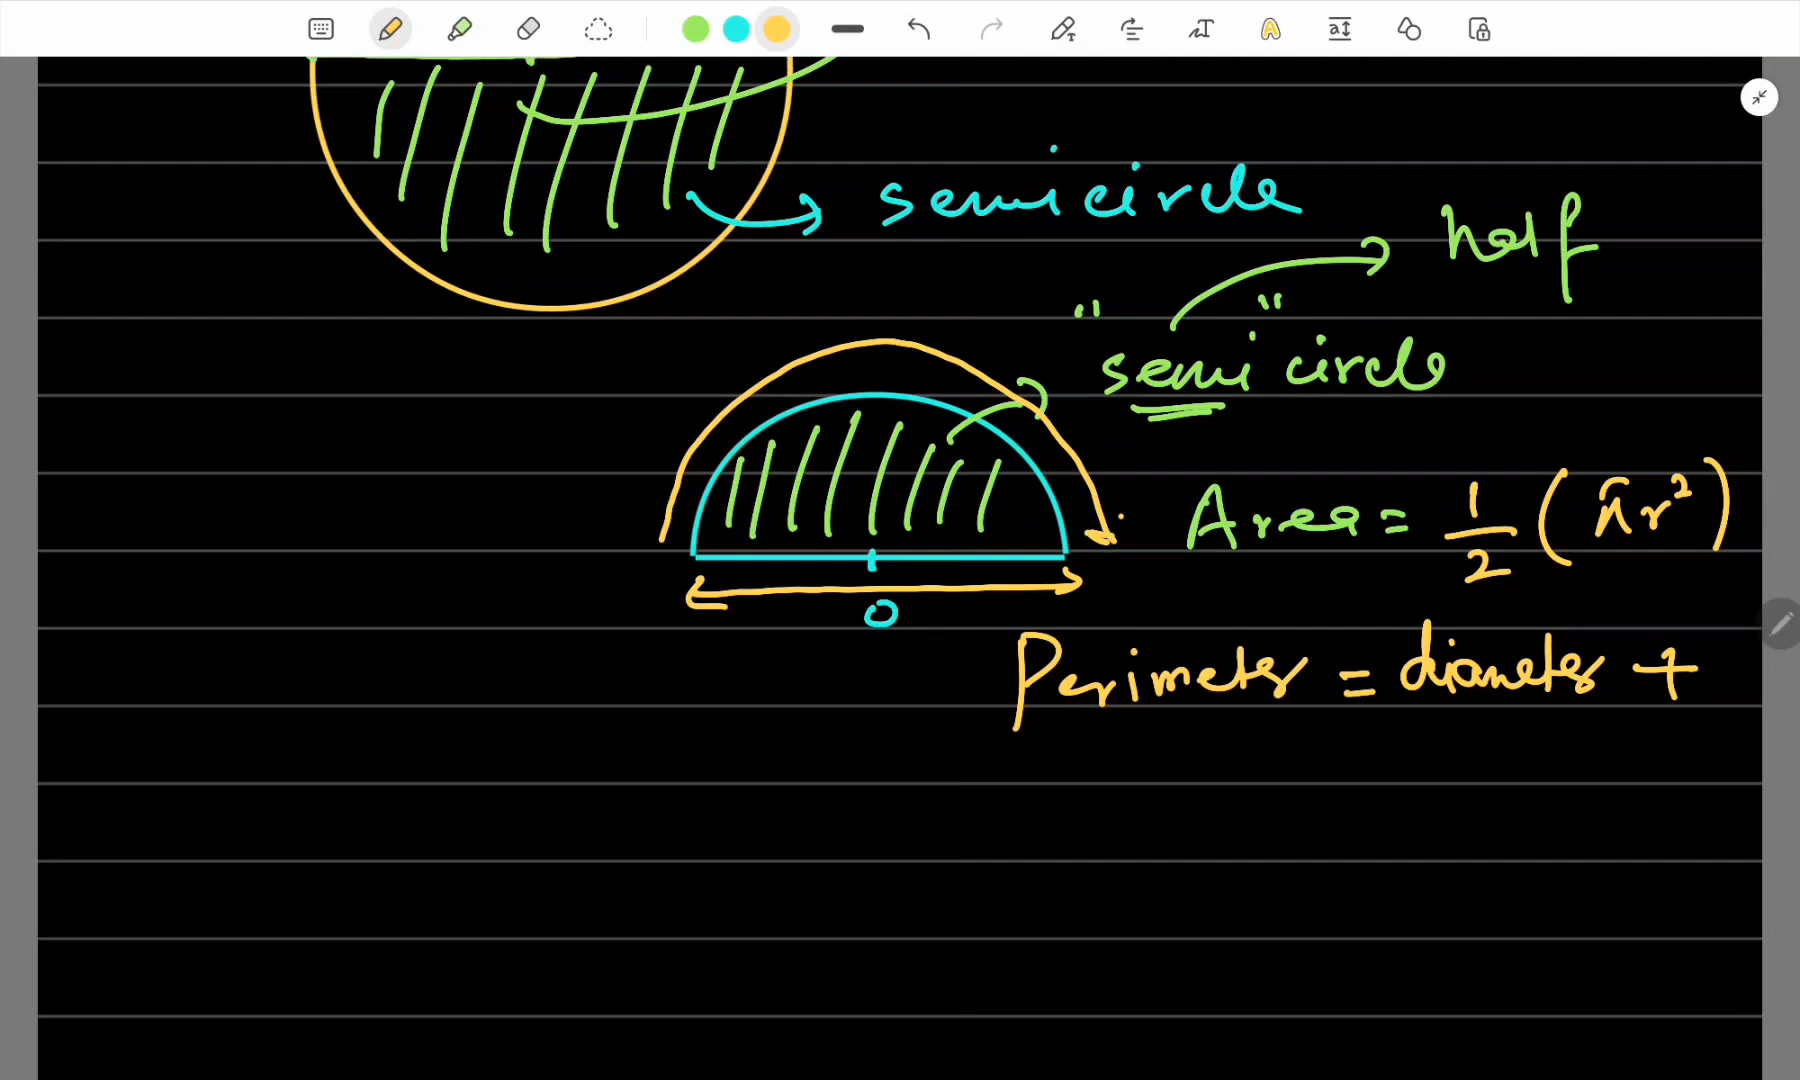 semicircle
half
"semi" circle
Area = 1/2 (πr²)
O
Perimeter = diameter +